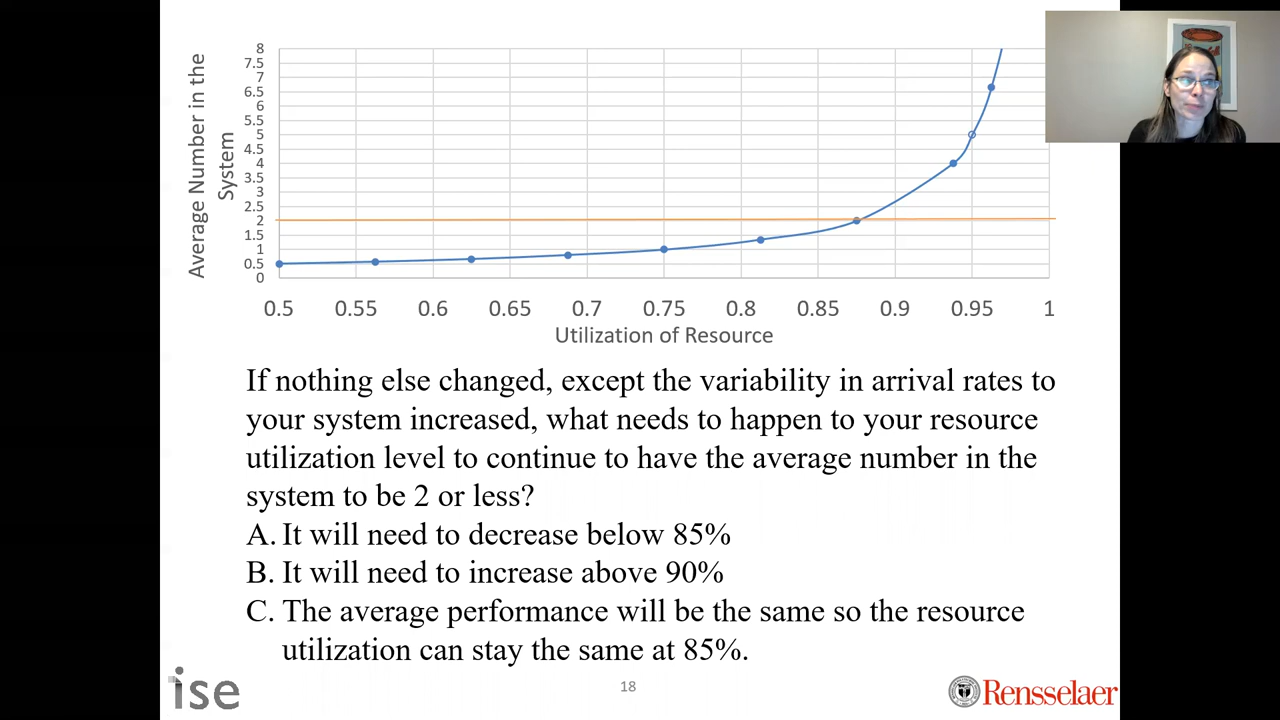 Average Number in the
System
8
7.5
7
6.5
6
5.5
5
4.5
4
3.5
3
2.5
2
1.5
1
0.5
0
0.5 0.55 0.6 0.65 0.7 0.75 0.8 0.85 0.9 0.95 1
Utilization of Resource
If nothing else changed, except the variability in arrival rates to
your system increased, what needs to happen to your resource
utilization level to continue to have the average number in the
system to be 2 or less?
A. It will need to decrease below 85%
B. It will need to increase above 90%
C. The average performance will be the same so the resource
utilization can stay the same at 85%.
ise
18
Rensselaer